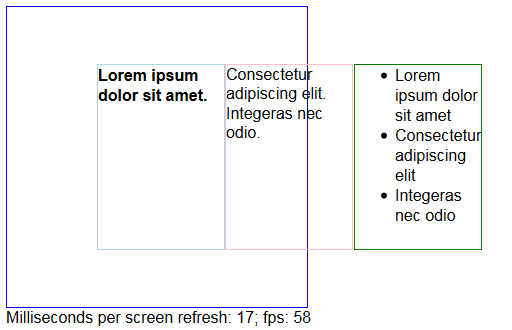 Lorem ipsum
dolor sit amet.
Consectetur
adipiscing elit.
Integeras nec
odio.
Lorem
ipsum dolor
sit amet
Consectetur
adipiscing
elit
Integeras
nec odio
Milliseconds per screen refresh: 17; fps: 58